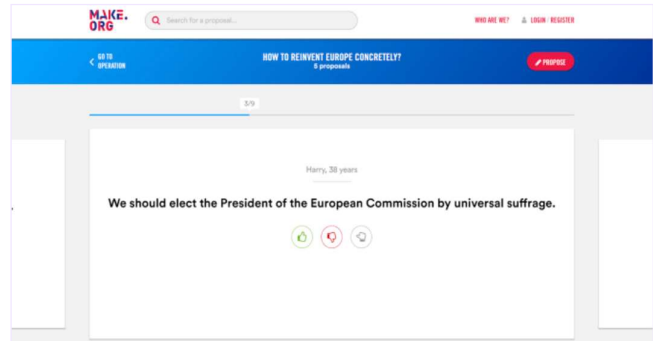 MAKE.
ORG
Search for a proposal...
WHO ARE WE?
LOGIN · REGISTER
GO TO
OPERATION
HOW TO REINVENT EUROPE CONCRETELY?
6 proposals
PROPOSE
3/9
Harry, 38 years
We should elect the President of the European Commission by universal suffrage.